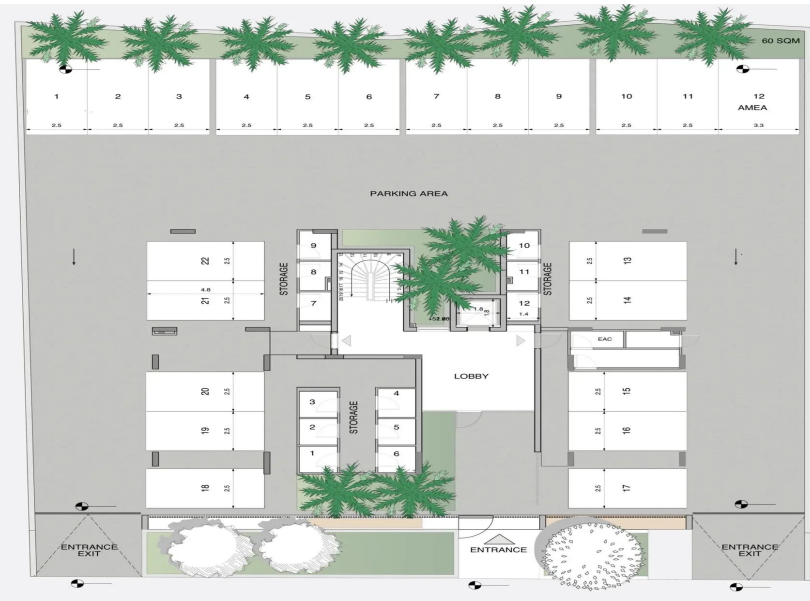 60 SQM
1 2 3 4 5 6 7 8 9 10 11 12
AMEA
2.5 2.5 2.5 2.5 2.5 2.5 2.5 2.5 2.5 2.5 2.5 3.3
PARKING AREA
9 10
22 2.5 2.5 13
8 11
STORAGE STORAGE
4.8
7 12
21 2.5 1.8 1.8 1.4 2.5 14
EAC
LOBBY
20 2.5 2.5 15
3 4
STORAGE
2 5
19 2.5 2.5 16
1 6
18 2.5 2.5 17
ENTRANCE
EXIT
ENTRANCE
ENTRANCE
EXIT